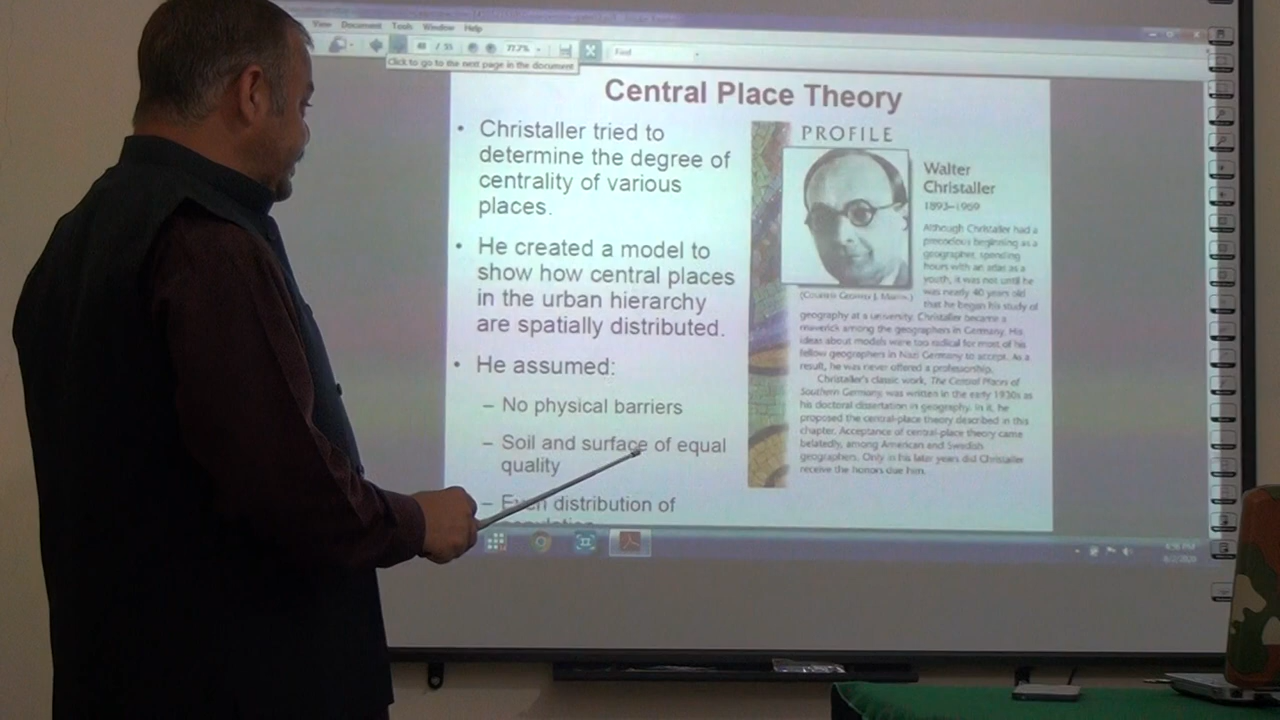 View Document Tools Window Help
48 / 55 77.7% Find
Click to go to the next page in the document
Central Place Theory
• Christaller tried to
determine the degree of
centrality of various
places.
• He created a model to
show how central places
in the urban hierarchy
are spatially distributed.
• He assumed:
– No physical barriers
– Soil and surface of equal
quality
– Even distribution of
population
PROFILE
Walter
Christaller
1893–1969
Although Christaller had a
precocious beginning as a
geographer, spending
hours with an atlas as a
youth, it was not until he
was nearly 40 years old
that he began his study of
(Courtesy Geoffrey J. Martin.)
geography at a university. Christaller became a
maverick among the geographers in Germany. His
ideas about models were too radical for most of his
fellow geographers in Nazi Germany to accept. As a
result, he was never offered a professorship.
Christaller's classic work, The Central Places of
Southern Germany, was written in the early 1930s as
his doctoral dissertation in geography. In it, he
proposed the central-place theory described in this
chapter. Acceptance of central-place theory came
belatedly, among American and Swedish
geographers. Only in his later years did Christaller
receive the honors due him.